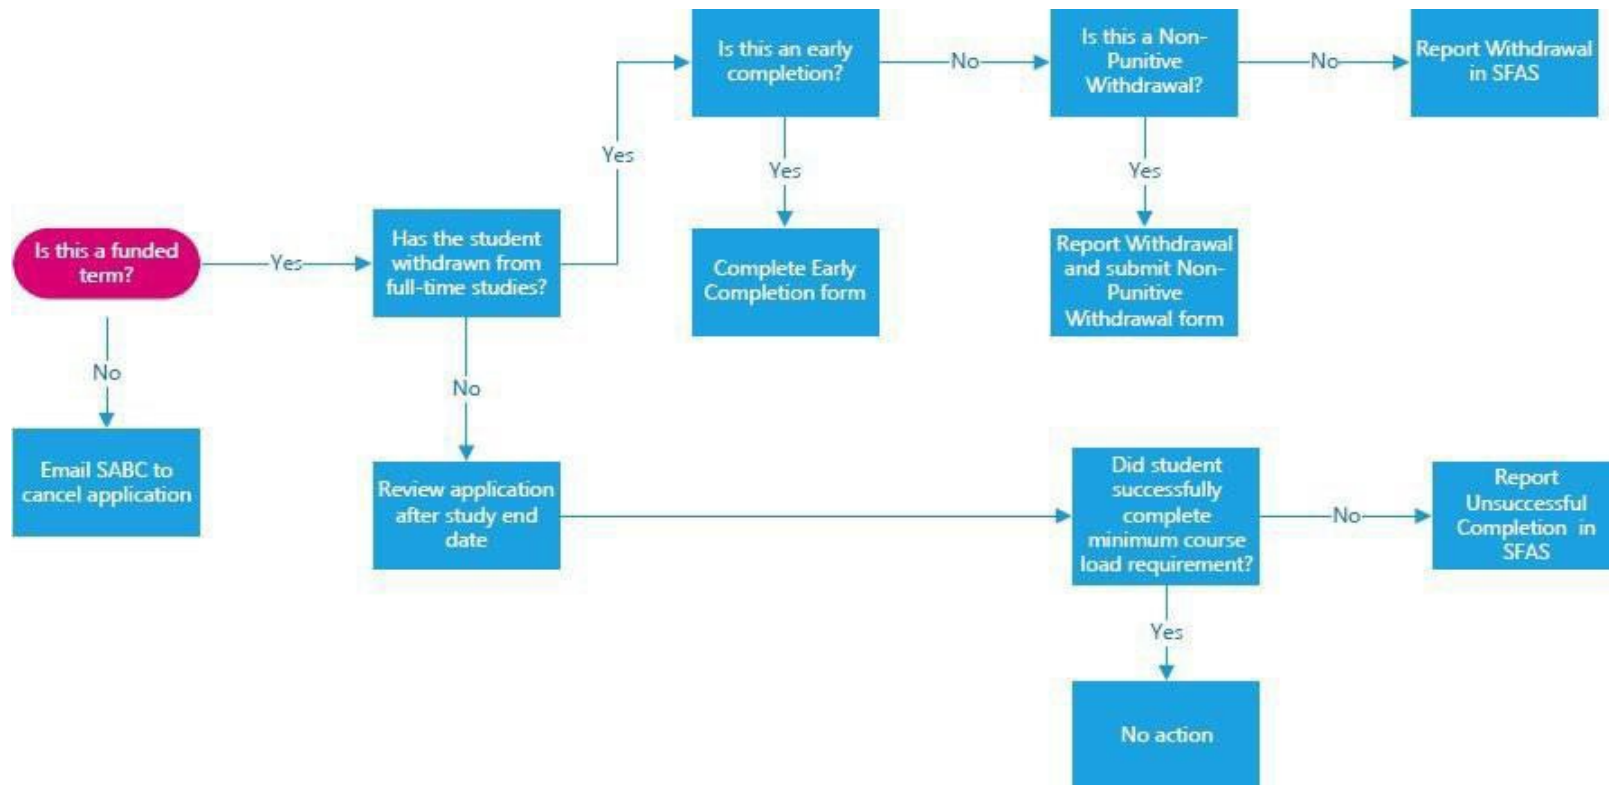 Is this an early
completion?
No
Is this a Non-
Punitive
Withdrawal?
No
Report Withdrawal
in SFAS
Yes
Yes
Yes
Is this a funded
term?
Yes
Has the student
withdrawn from
full-time studies?
Complete Early
Completion form
Report Withdrawal
and submit Non-
Punitive
Withdrawal form
No
No
Email SABC to
cancel application
Review application
after study end
date
Did student
successfully
complete
minimum course
load requirement?
No
Report
Unsuccessful
Completion in
SFAS
Yes
No action